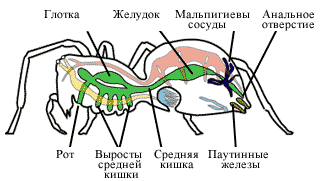 Глотка Желудок Мальпигиевы Анальное
сосуды отверстие
Рот Выросты Средняя Паутинные
средней кишка железы
кишки